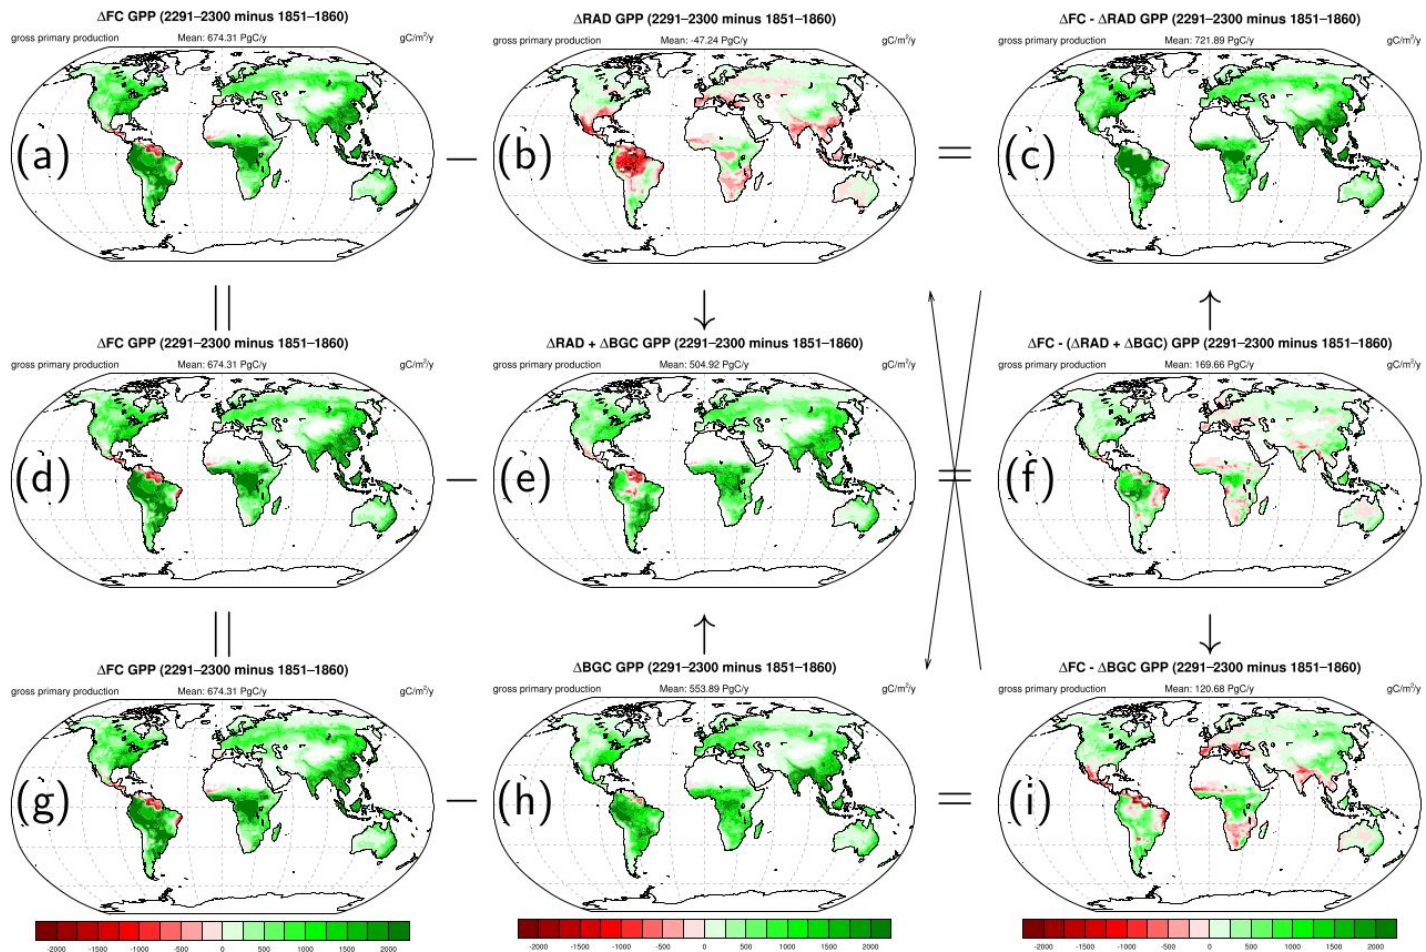 ΔFC GPP (2291–2300 minus 1851–1860)
gross primary production Mean: 674.31 PgC/y gC/m²/y
(a)
–
ΔRAD GPP (2291–2300 minus 1851–1860)
gross primary production Mean: -47.24 PgC/y gC/m²/y
(b)
=
ΔFC - ΔRAD GPP (2291–2300 minus 1851–1860)
gross primary production Mean: 721.89 PgC/y gC/m²/y
(c)
ΔFC GPP (2291–2300 minus 1851–1860)
gross primary production Mean: 674.31 PgC/y gC/m²/y
(d)
–
ΔRAD + ΔBGC GPP (2291–2300 minus 1851–1860)
gross primary production Mean: 504.92 PgC/y gC/m²/y
(e)
=
ΔFC - (ΔRAD + ΔBGC) GPP (2291–2300 minus 1851–1860)
gross primary production Mean: 169.66 PgC/y gC/m²/y
(f)
ΔFC GPP (2291–2300 minus 1851–1860)
gross primary production Mean: 674.31 PgC/y gC/m²/y
(g)
–
ΔBGC GPP (2291–2300 minus 1851–1860)
gross primary production Mean: 553.89 PgC/y gC/m²/y
(h)
=
ΔFC - ΔBGC GPP (2291–2300 minus 1851–1860)
gross primary production Mean: 120.68 PgC/y gC/m²/y
(i)
-2000 -1500 -1000 -500 0 500 1000 1500 2000
-2000 -1500 -1000 -500 0 500 1000 1500 2000
-2000 -1500 -1000 -500 0 500 1000 1500 2000